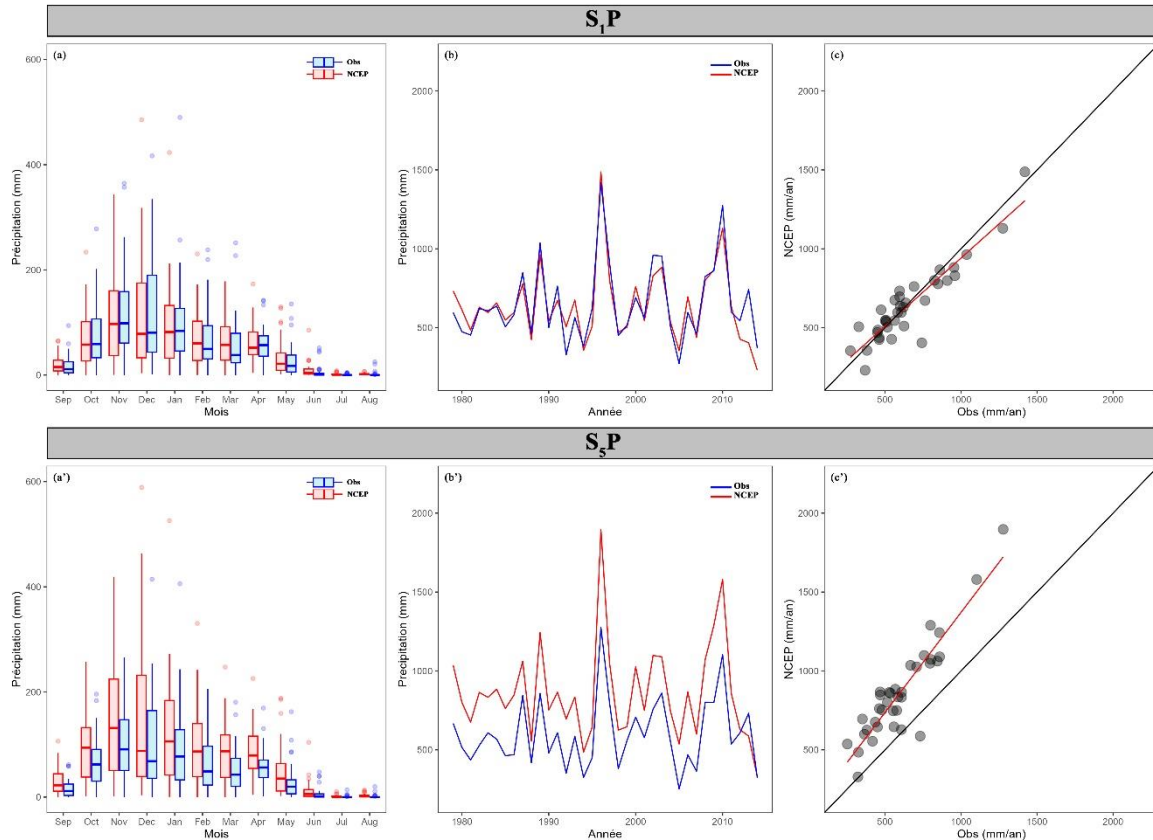 S₁P
(a)
Obs
NCEP
Précipitation (mm)
600
400
200
0
Sep Oct Nov Dec Jan Feb Mar Apr May Jun Jul Aug
Mois
(b)
Obs
NCEP
Precipitation (mm)
2000
1500
1000
500
1980 1990 2000 2010
Année
(c)
NCEP (mm/an)
2000
1500
1000
500
500 1000 1500 2000
Obs (mm/an)
S₅P
(a’)
Obs
NCEP
Précipitation (mm)
600
400
200
0
Sep Oct Nov Dec Jan Feb Mar Apr May Jun Jul Aug
Mois
(b’)
Obs
NCEP
Precipitation (mm)
2000
1500
1000
500
1980 1990 2000 2010
Année
(c’)
NCEP (mm/an)
2000
1500
1000
500
500 1000 1500 2000
Obs (mm/an)